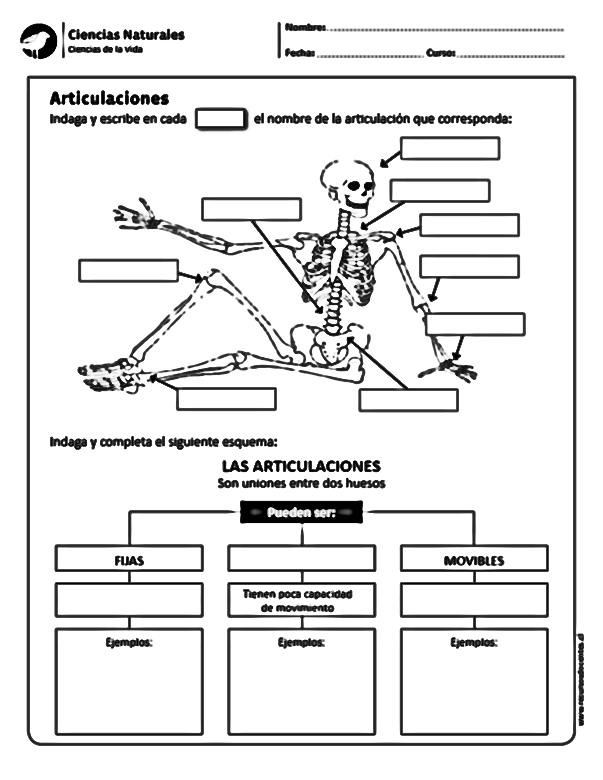 Ciencias Naturales
Ciencias de la Vida
Nombre:
Fecha: Curso:
Articulaciones
Indaga y escribe en cada el nombre de la articulación que corresponda:
Indaga y completa el siguiente esquema:
LAS ARTICULACIONES
Son uniones entre dos huesos
Pueden ser:
FIJAS
MOVIBLES
Tienen poca capacidad
de movimiento
Ejemplos:
Ejemplos:
Ejemplos: